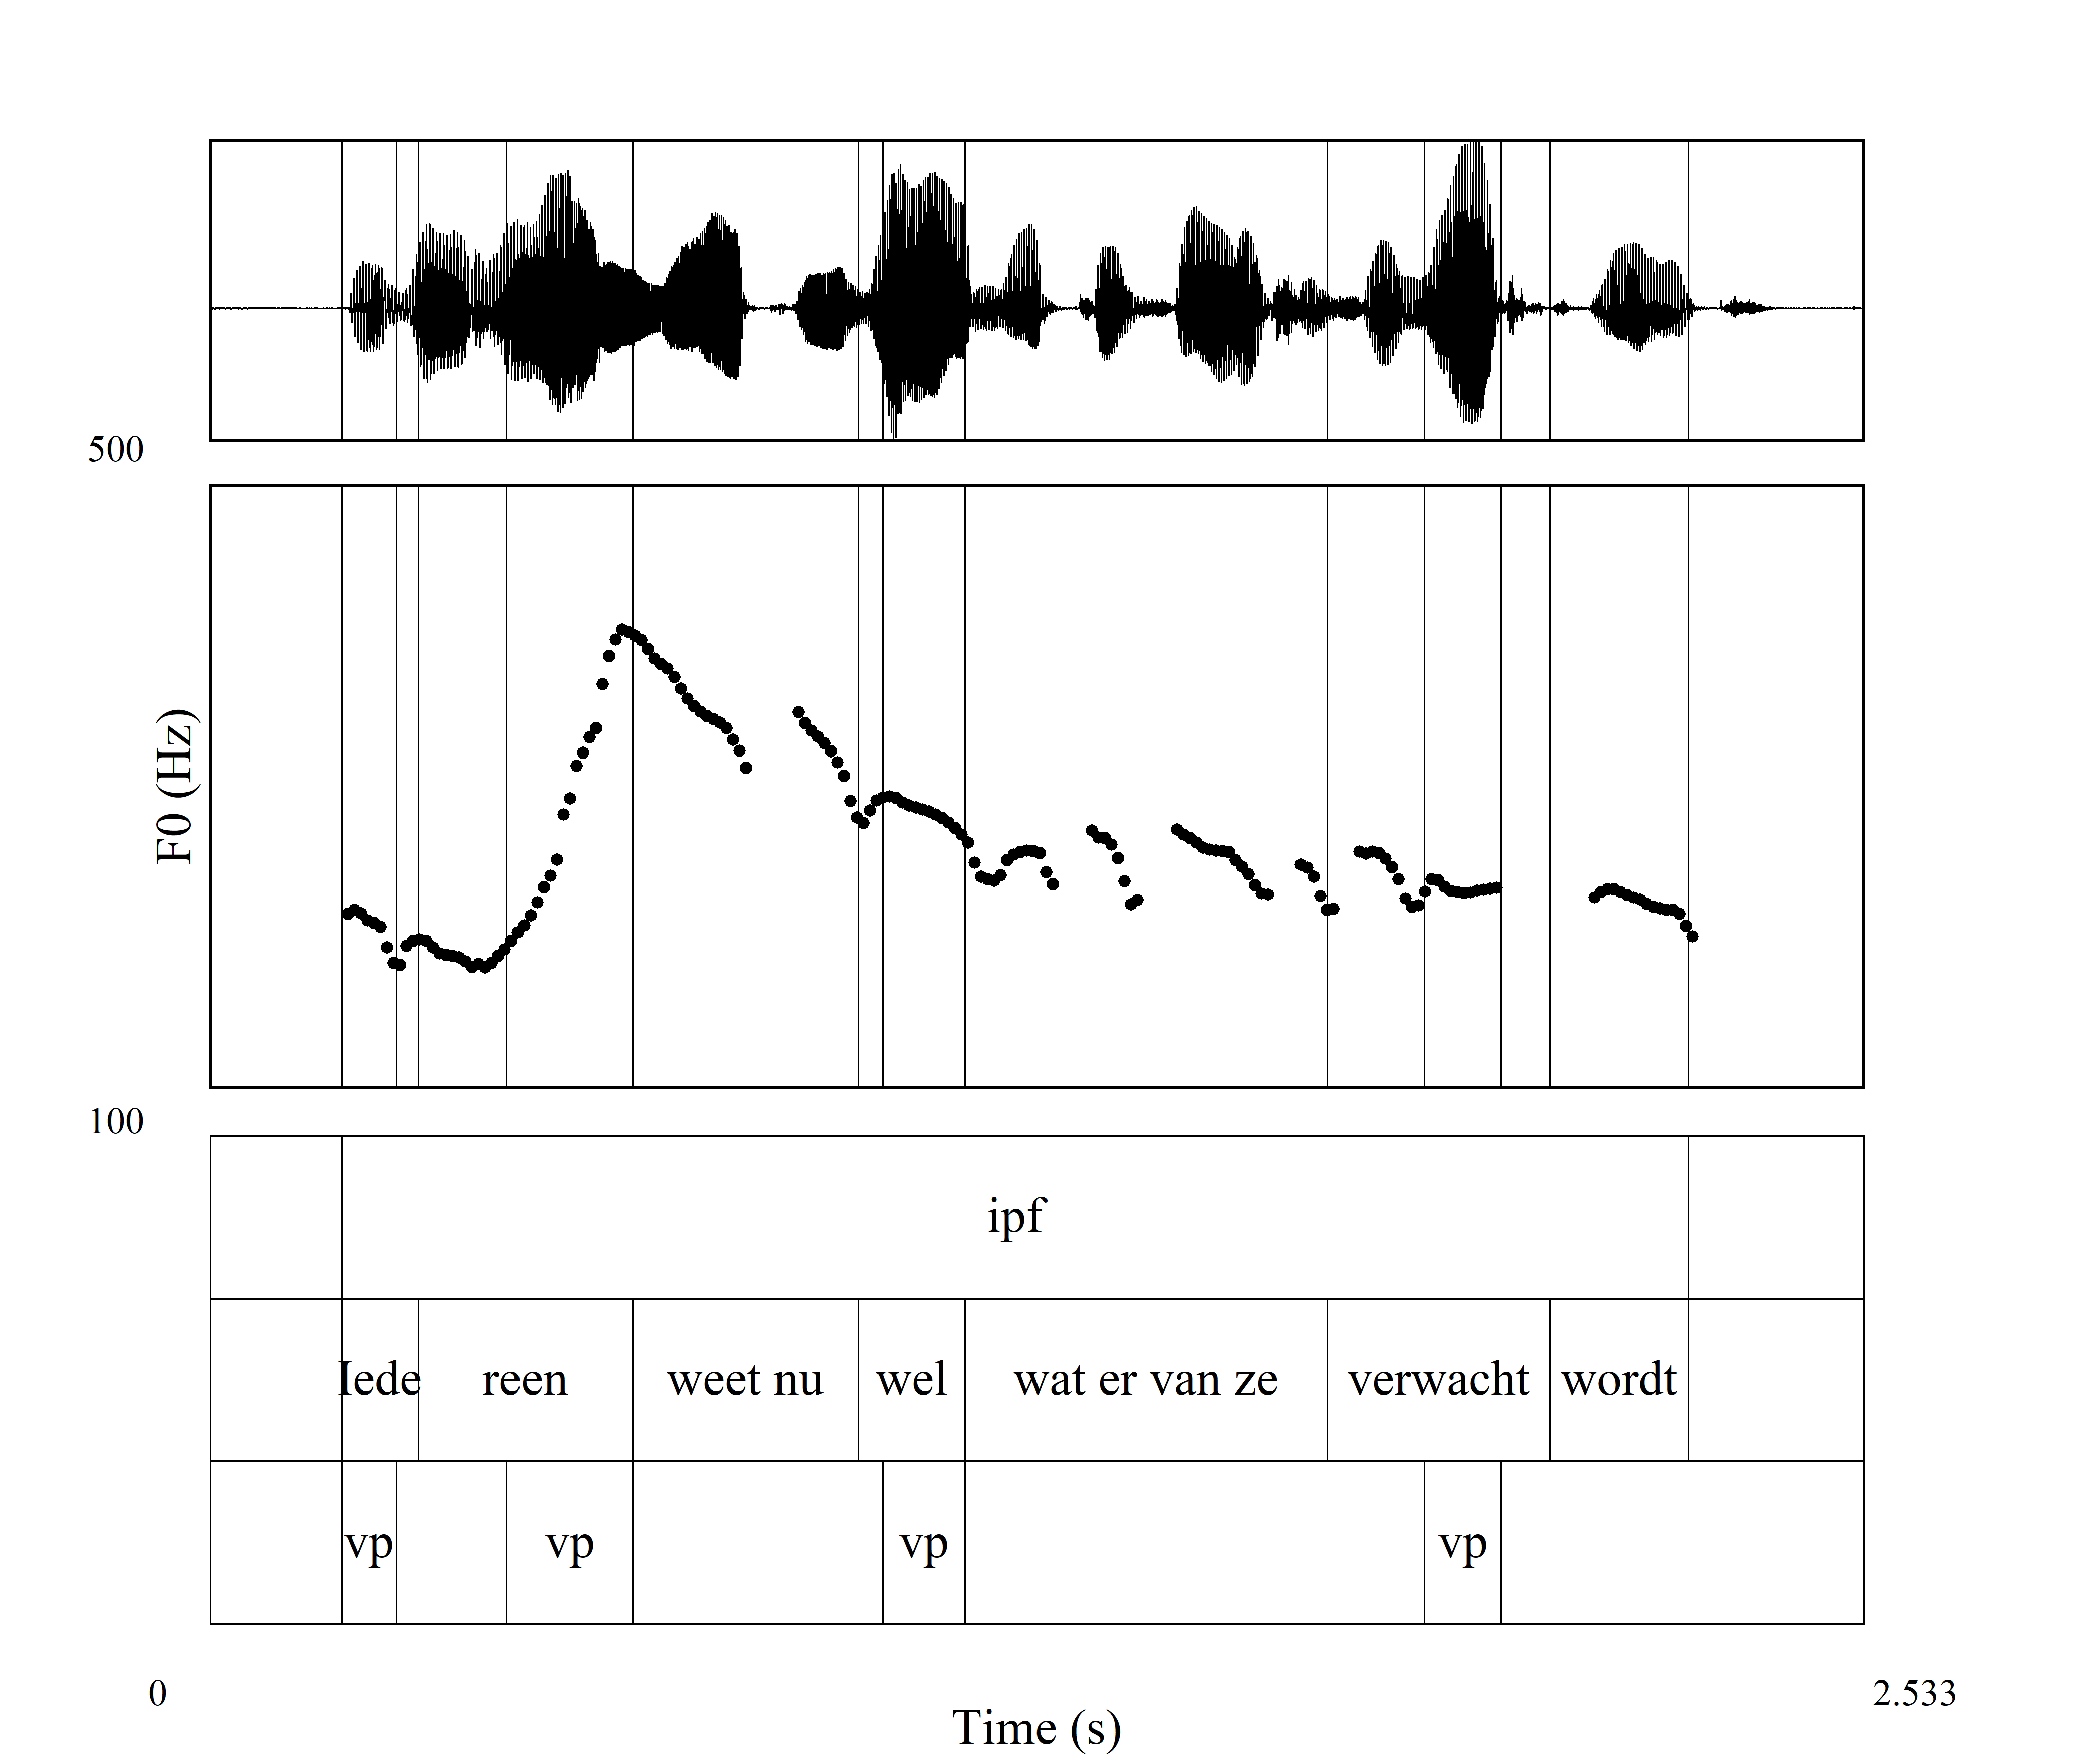 500
F0 (Hz)
100
ipf
Iede reen weet nu wel wat er van ze verwacht wordt
vp vp vp vp
0 2.533
Time (s)